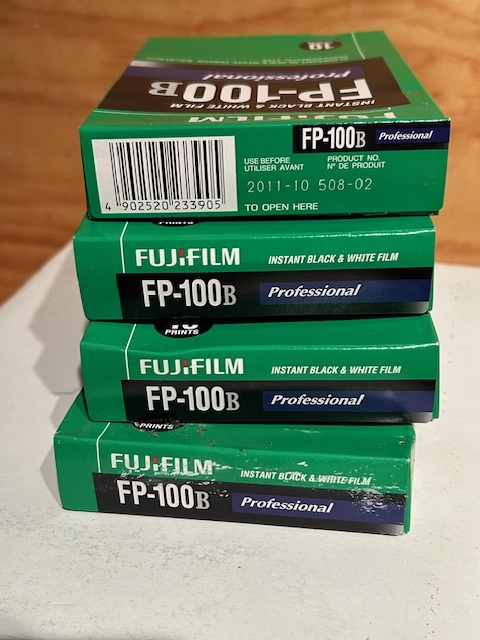 10
Professional
FP-100B
INSTANT BLACK & WHITE FILM
FUJIFILM
FP-100B Professional
USE BEFORE
UTILISER AVANT
PRODUCT NO.
N° DE PRODUIT
2011-10 508-02
4 902520 233905
TO OPEN HERE
PRINTS
FUJIFILM INSTANT BLACK & WHITE FILM
FP-100B Professional
10
PRINTS
FUJIFILM INSTANT BLACK & WHITE FILM
FP-100B Professional
PRINTS
FUJIFILM INSTANT BLACK & WHITE FILM
FP-100B Professional